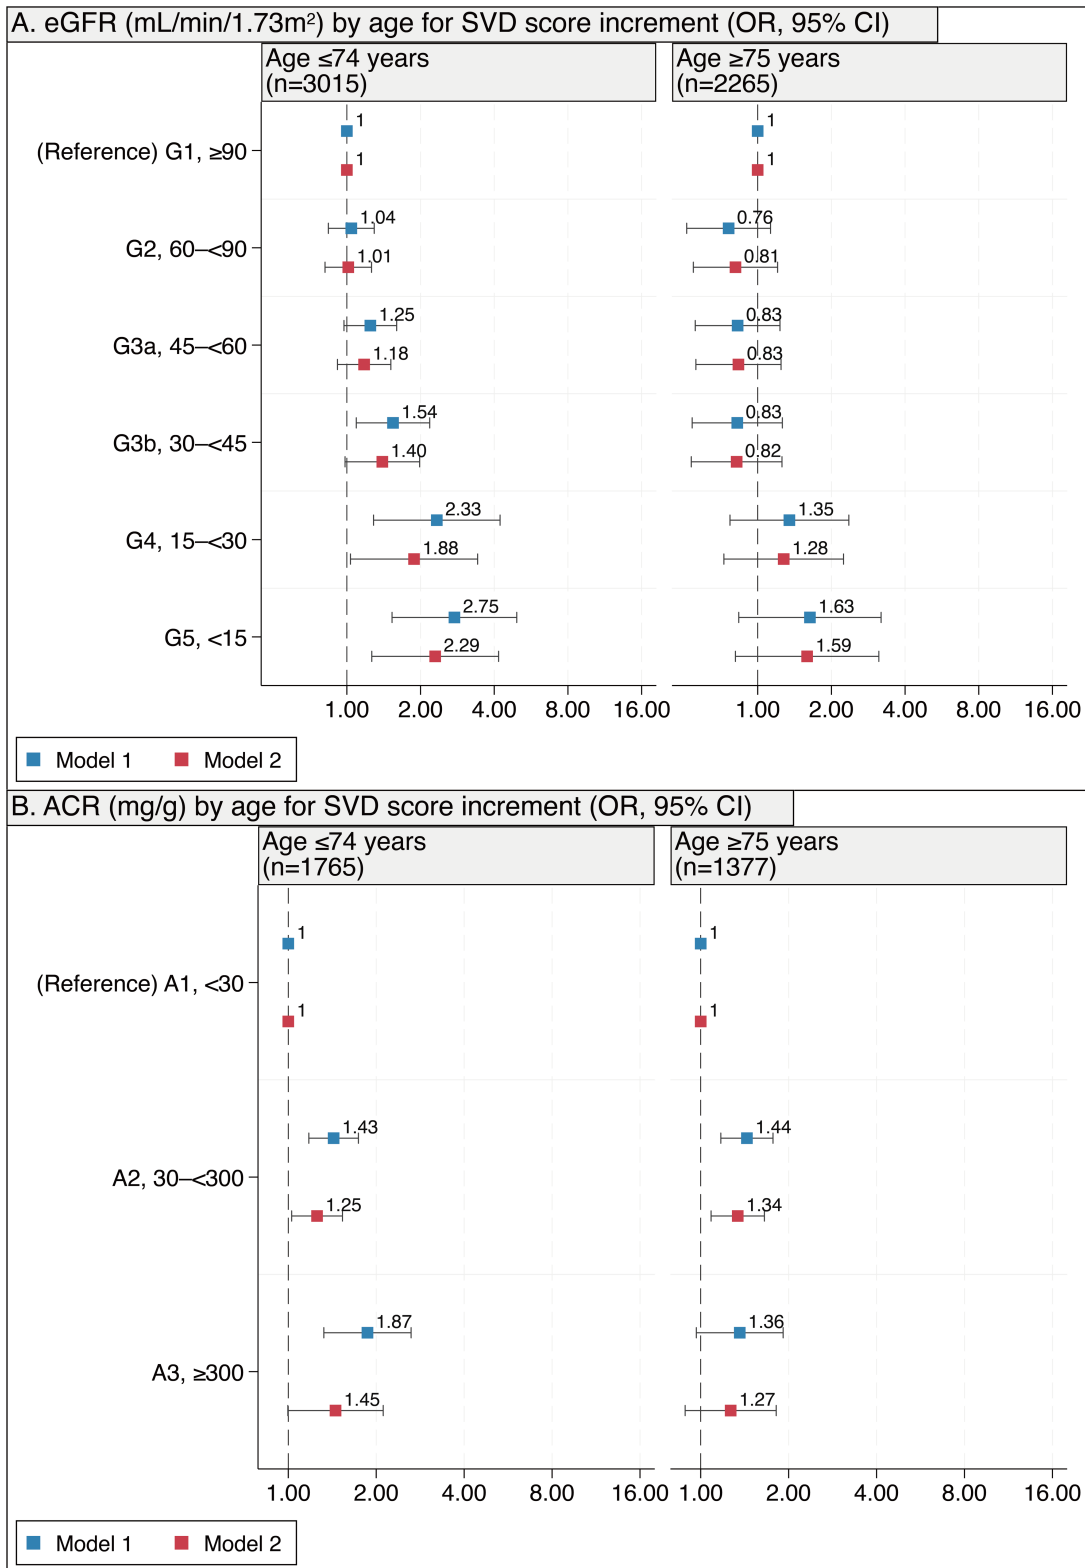 A. eGFR (mL/min/1.73m²) by age for SVD score increment (OR, 95% CI)
Age ≤74 years
(n=3015)
Age ≥75 years
(n=2265)
(Reference) G1, ≥90
1
1
1
1
G2, 60–<90
1.04
1.01
0.76
0.81
G3a, 45–<60
1.25
1.18
0.83
0.83
G3b, 30–<45
1.54
1.40
0.83
0.82
G4, 15–<30
2.33
1.88
1.35
1.28
G5, <15
2.75
2.29
1.63
1.59
1.00 2.00 4.00 8.00 16.00
1.00 2.00 4.00 8.00 16.00
Model 1 Model 2
B. ACR (mg/g) by age for SVD score increment (OR, 95% CI)
Age ≤74 years
(n=1765)
Age ≥75 years
(n=1377)
(Reference) A1, <30
1
1
1
1
A2, 30–<300
1.43
1.25
1.44
1.34
A3, ≥300
1.87
1.45
1.36
1.27
1.00 2.00 4.00 8.00 16.00
1.00 2.00 4.00 8.00 16.00
Model 1 Model 2